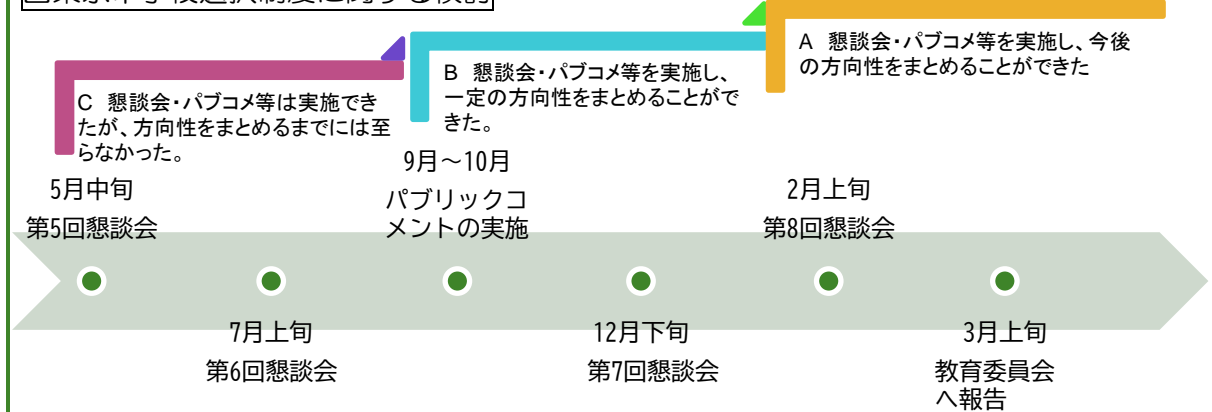 A 懇談会・パブコメ等を実施し、今後
の方向性をまとめることができた
B 懇談会・パブコメ等を実施し、
一定の方向性をまとめることがで
きた。
C 懇談会・パブコメ等は実施でき
たが、方向性をまとめるまでには至
らなかった。
5月中旬
第5回懇談会
7月上旬
第6回懇談会
9月～10月
パブリックコ
メントの実施
12月下旬
第7回懇談会
2月上旬
第8回懇談会
3月上旬
教育委員会
へ報告